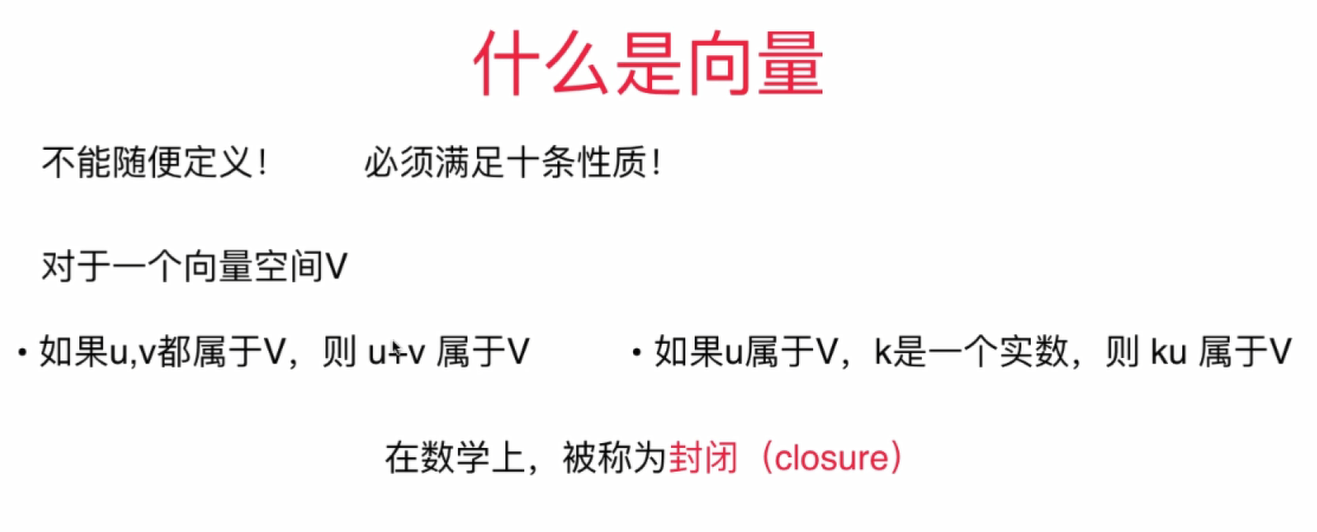 什么是向量
不能随便定义！ 必须满足十条性质！
对于一个向量空间V
• 如果u,v都属于V，则 u+v 属于V • 如果u属于V，k是一个实数，则 ku 属于V
在数学上，被称为封闭（closure）